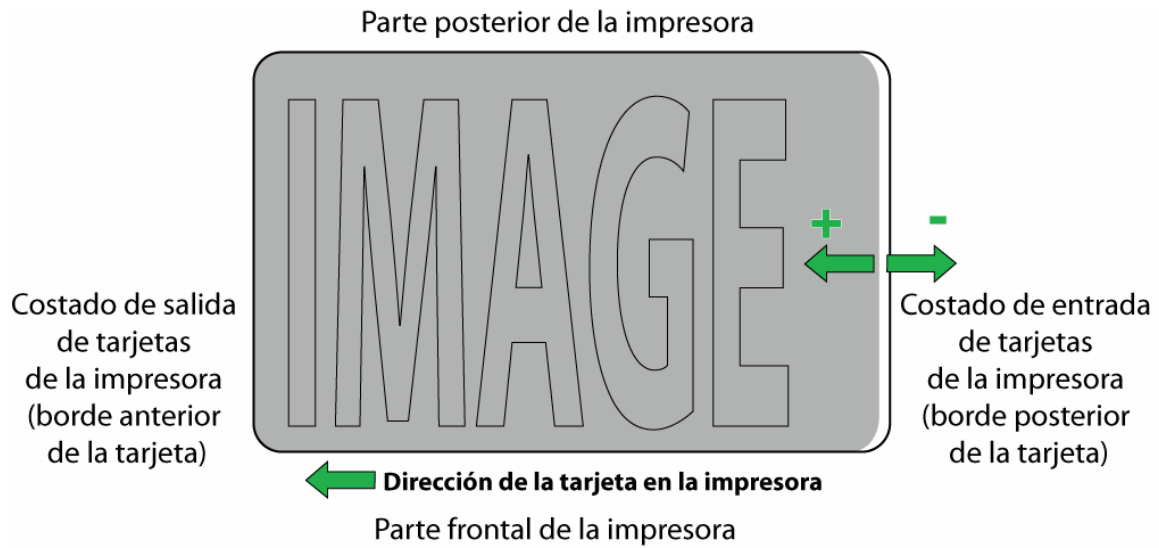 Parte posterior de la impresora
IMAGE
+ -
Costado de salida
de tarjetas
de la impresora
(borde anterior
de la tarjeta)
Costado de entrada
de tarjetas
de la impresora
(borde posterior
de la tarjeta)
Dirección de la tarjeta en la impresora
Parte frontal de la impresora